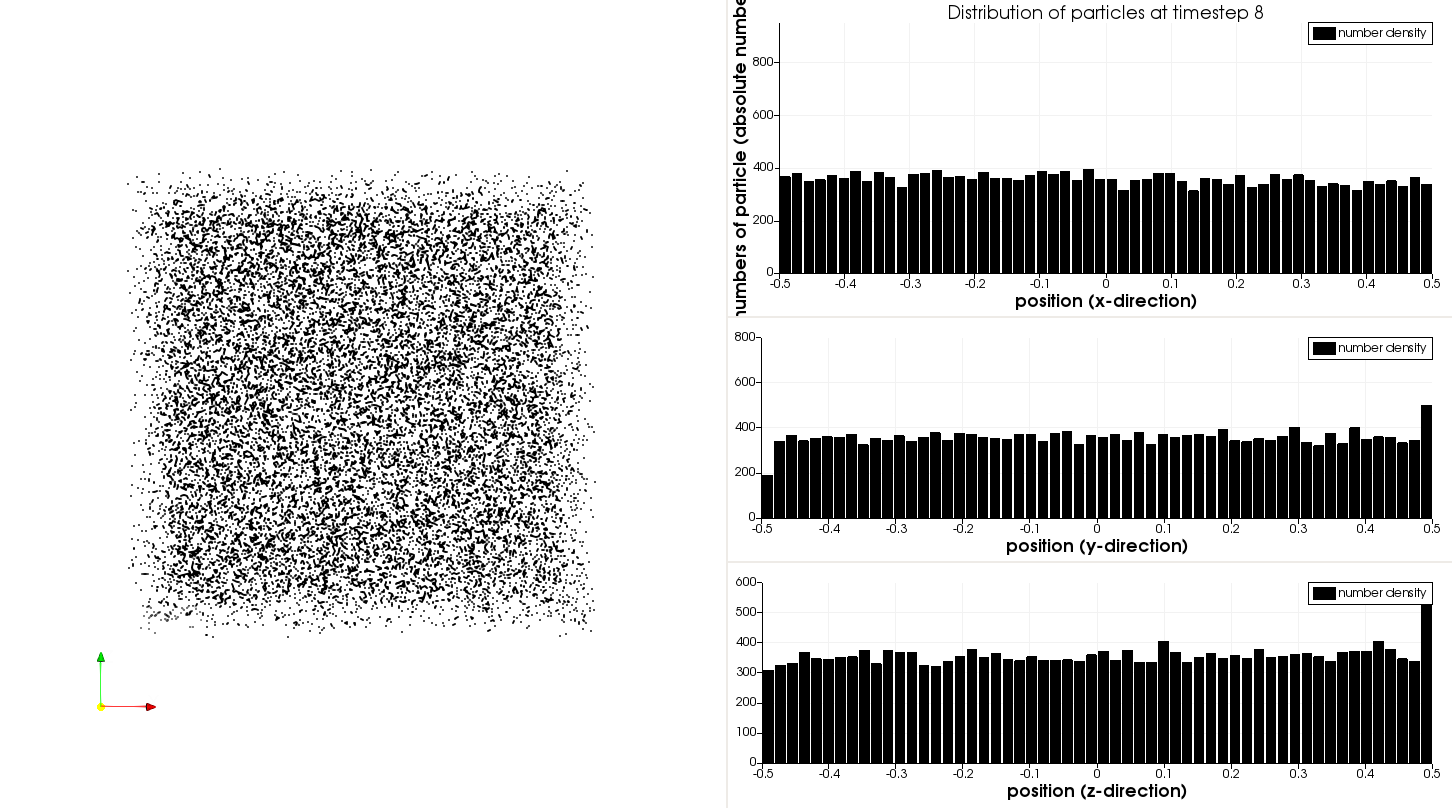 Distribution of particles at timestep 8
number density
numbers of particle (absolute
800
600
400
200
0
-0.5 -0.4 -0.3 -0.2 -0.1 0 0.1 0.2 0.3 0.4 0.5
position (x-direction)
number density
800
600
400
200
0
-0.5 -0.4 -0.3 -0.2 -0.1 0 0.1 0.2 0.3 0.4 0.5
position (y-direction)
number density
600
500
400
300
200
100
0
-0.5 -0.4 -0.3 -0.2 -0.1 0 0.1 0.2 0.3 0.4 0.5
position (z-direction)